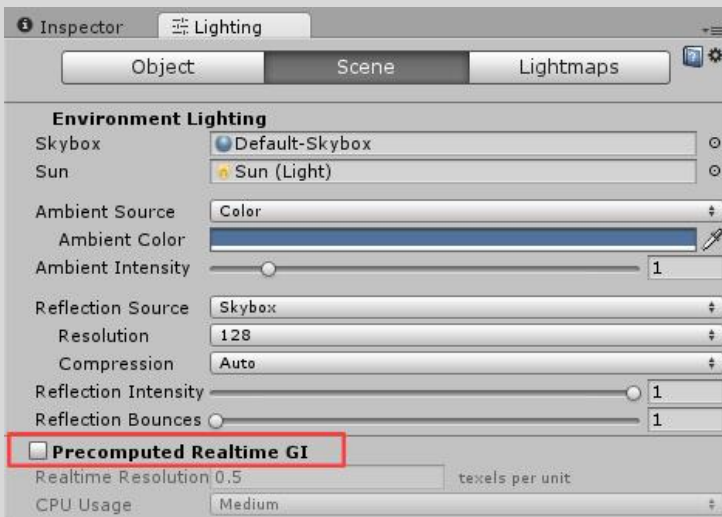 Inspector Lighting
Object Scene Lightmaps
Environment Lighting
Skybox Default-Skybox
Sun Sun (Light)
Ambient Source Color
Ambient Color
Ambient Intensity 1
Reflection Source Skybox
Resolution 128
Compression Auto
Reflection Intensity 1
Reflection Bounces 1
Precomputed Realtime GI
Realtime Resolution 0.5 texels per unit
CPU Usage Medium